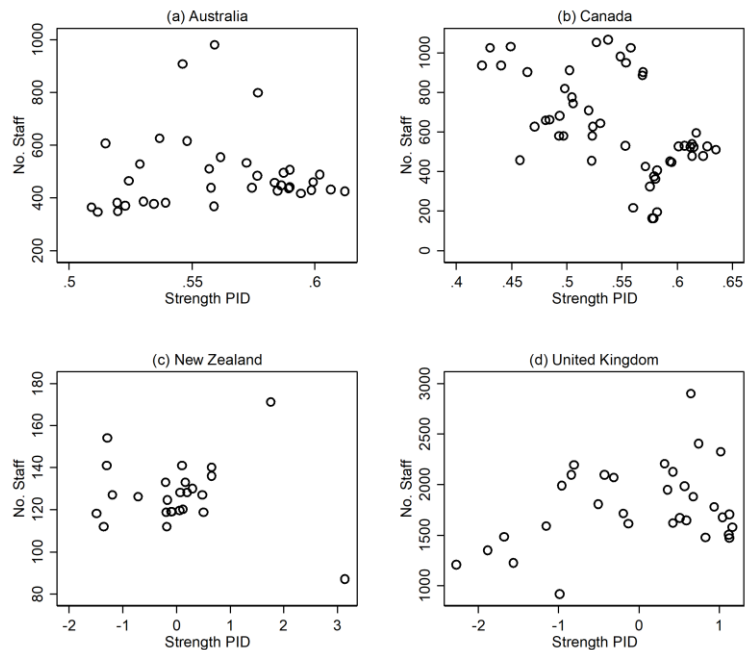 (a) Australia
No. Staff
200 400 600 800 1000
.5 .55 .6
Strength PID
(b) Canada
No. Staff
0 200 400 600 800 1000
.4 .45 .5 .55 .6 .65
Strength PID
(c) New Zealand
No. Staff
80 100 120 140 160 180
-2 -1 0 1 2 3
Strength PID
(d) United Kingdom
No. Staff
1000 1500 2000 2500 3000
-2 -1 0 1
Strength PID